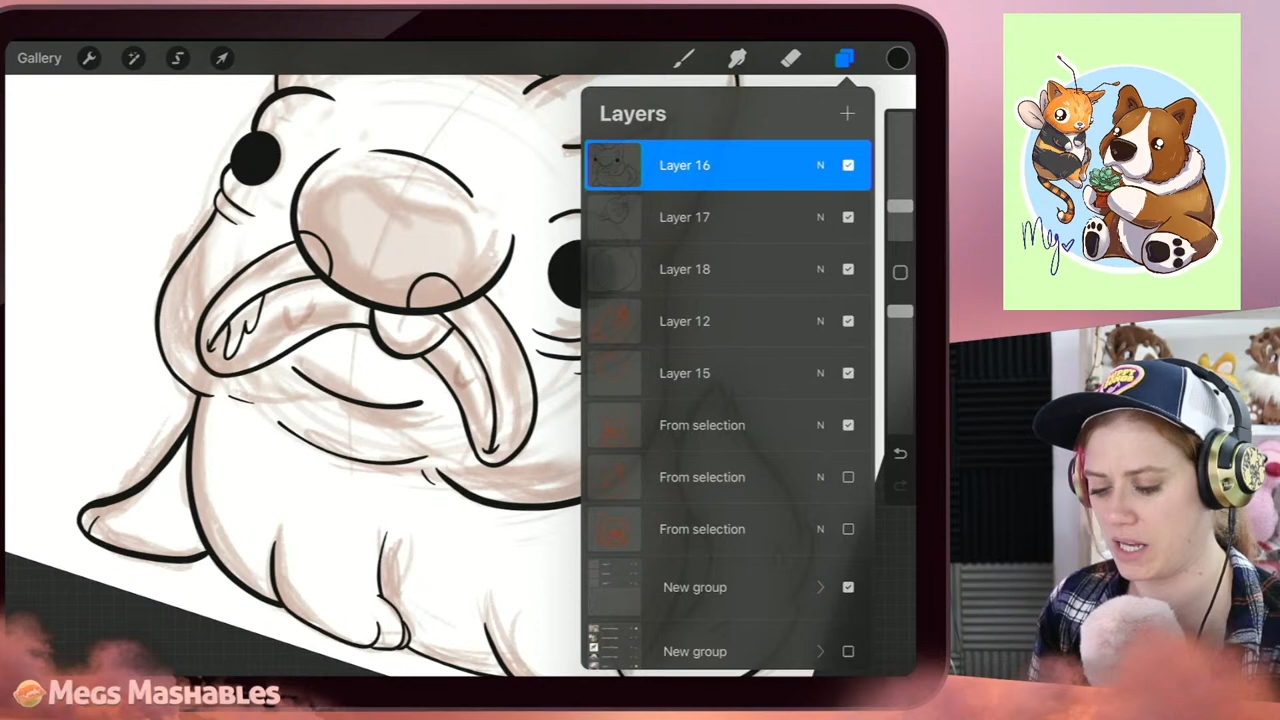 Gallery
Layers
Layer 16 N
Layer 17 N
Layer 18 N
Layer 12 N
Layer 15 N
From selection N
From selection N
From selection N
New group
New group
Meg
MEGS MASHABLES